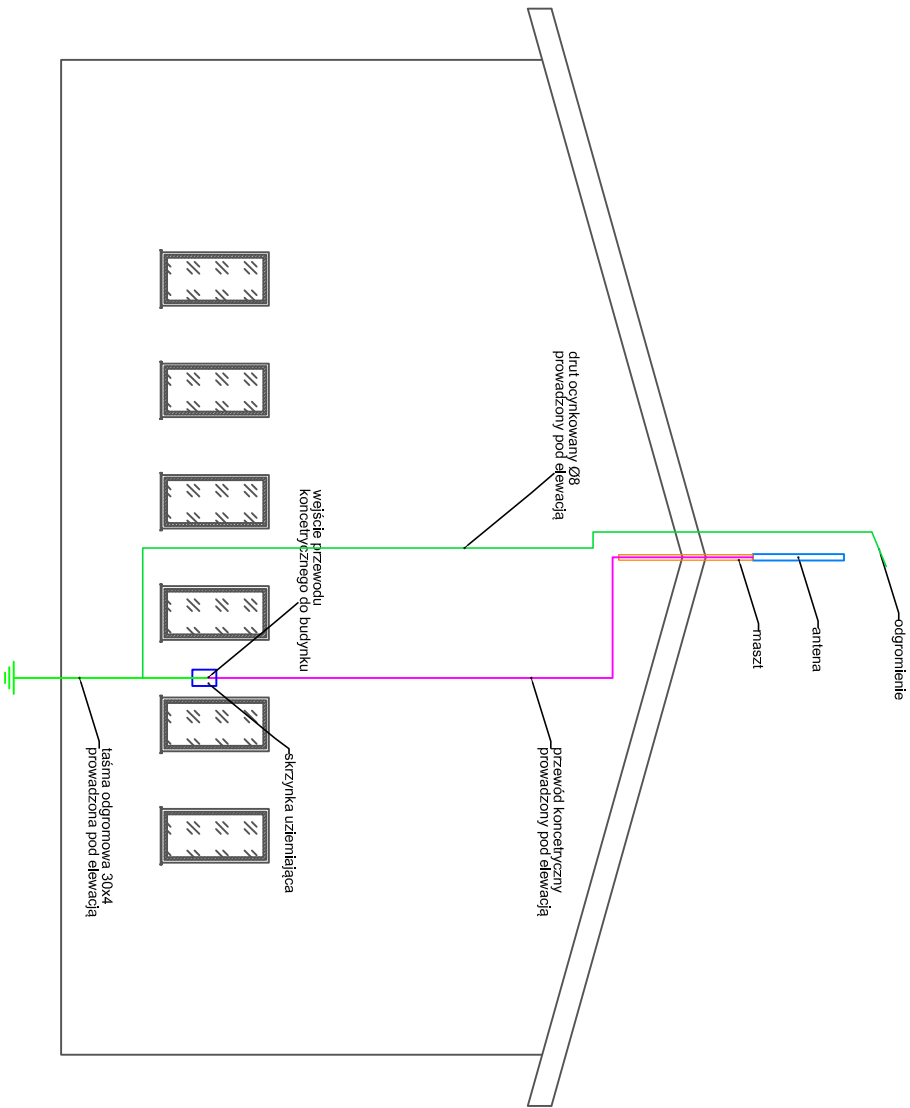 odgromienie
antena
maszt
drut ocynkowany Ø8
prowadzony pod elewacją
przewód koncetryczny
prowadzony pod elewacją
wejście przewodu
koncetrycznego do budynku
skrzynka uziemiająca
taśma odgromowa 30x4
prowadzona pod elewacją